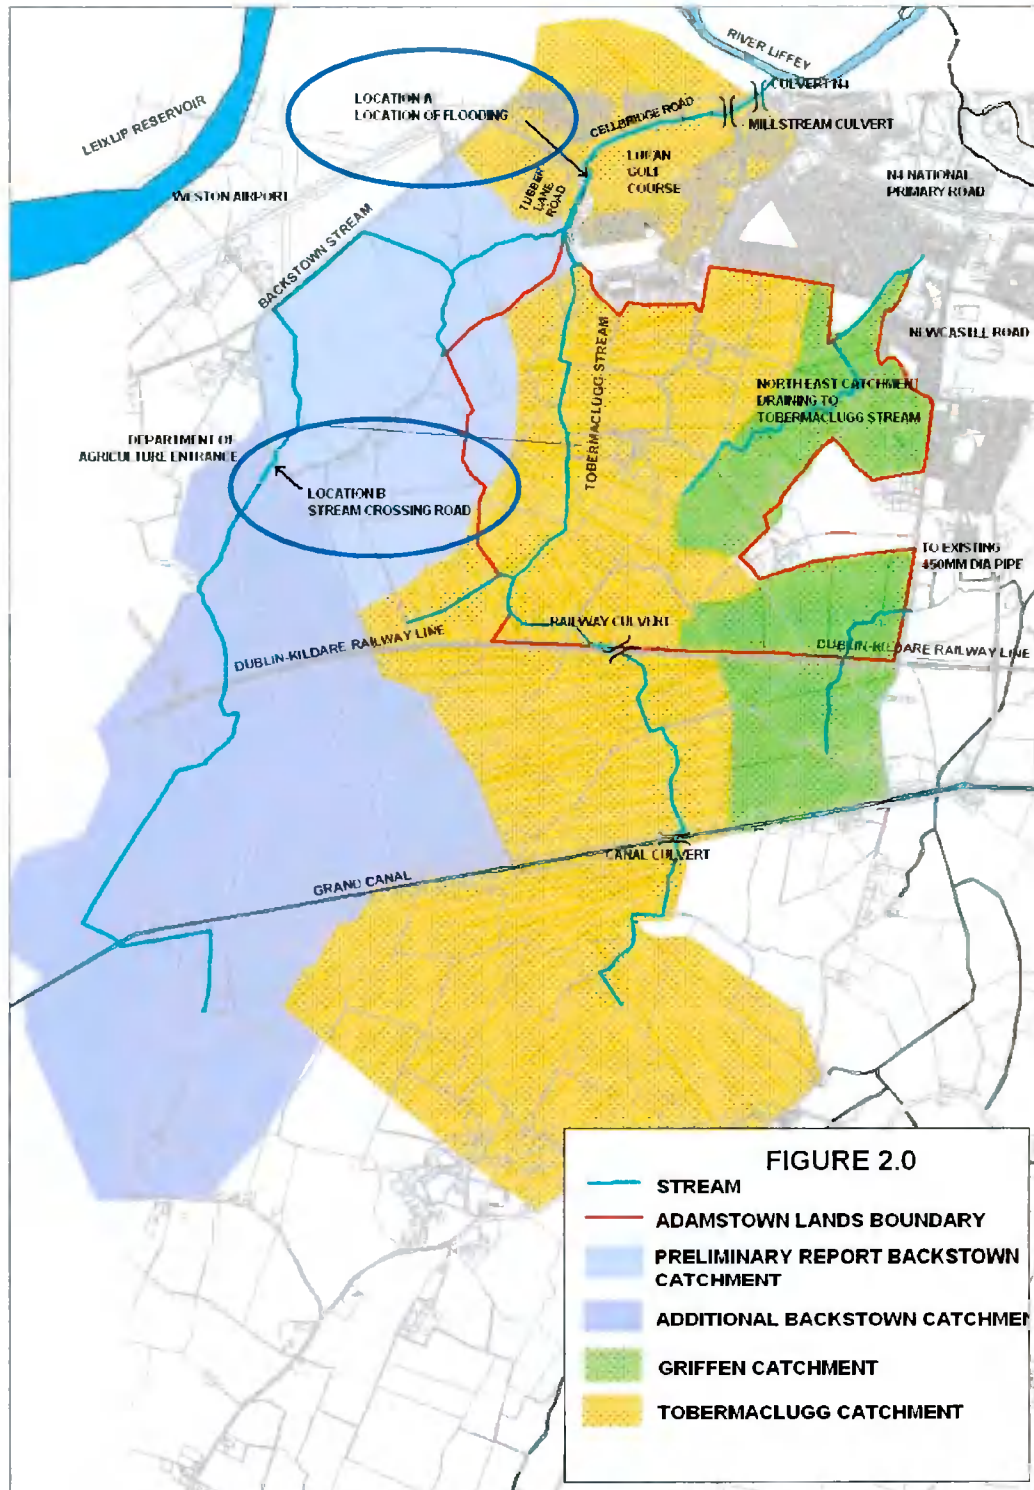 RIVER LIFFEY
CULVERT N4
LOCATION A
LOCATION OF FLOODING
CELLBRIDGE ROAD
MILLSTREAM CULVERT
LEIXLIP RESERVOIR
LUCAN
GOLF
COURSE
TUBBER
LANE
ROAD
N4 NATIONAL
PRIMARY ROAD
WESTON AIRPORT
BACKSTOWN STREAM
NEWCASTLE ROAD
TOBERMACLUGG STREAM
NORTH EAST CATCHMENT
DRAINING TO
TOBERMACLUGG STREAM
DEPARTMENT OF
AGRICULTURE ENTRANCE
LOCATION B
STREAM CROSSING ROAD
TO EXISTING
450MM DIA PIPE
RAILWAY CULVERT
DUBLIN-KILDARE RAILWAY LINE
DUBLIN-KILDARE RAILWAY LINE
CANAL CULVERT
GRAND CANAL
FIGURE 2.0
STREAM
ADAMSTOWN LANDS BOUNDARY
PRELIMINARY REPORT BACKSTOWN
CATCHMENT
ADDITIONAL BACKSTOWN CATCHMEN
GRIFFEN CATCHMENT
TOBERMACLUGG CATCHMENT